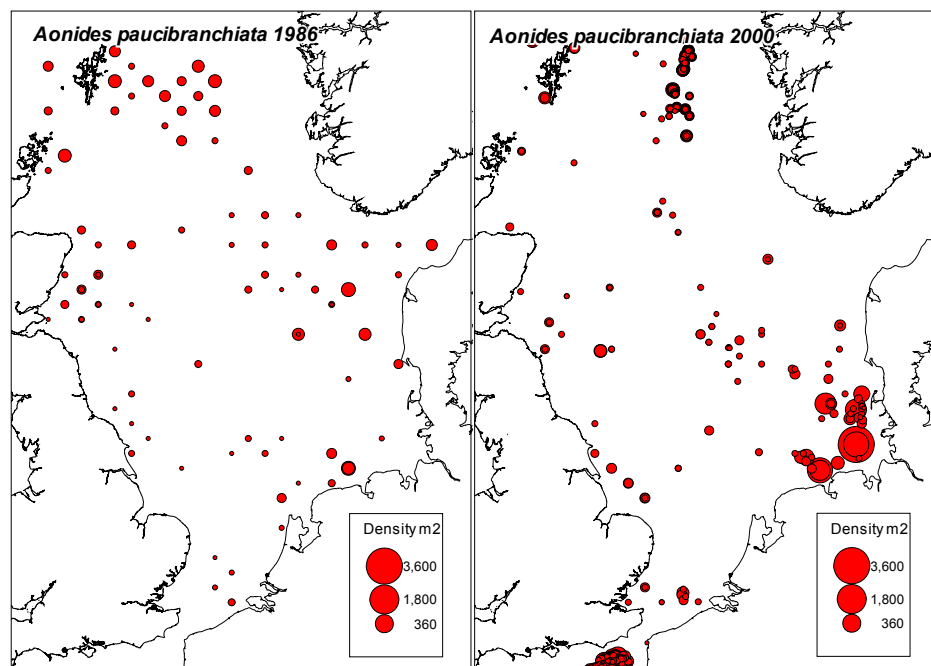 Aonides paucibranchiata 1986
Density m2
3,600
1,800
360
Aonides paucibranchiata 2000
Density m2
3,600
1,800
360